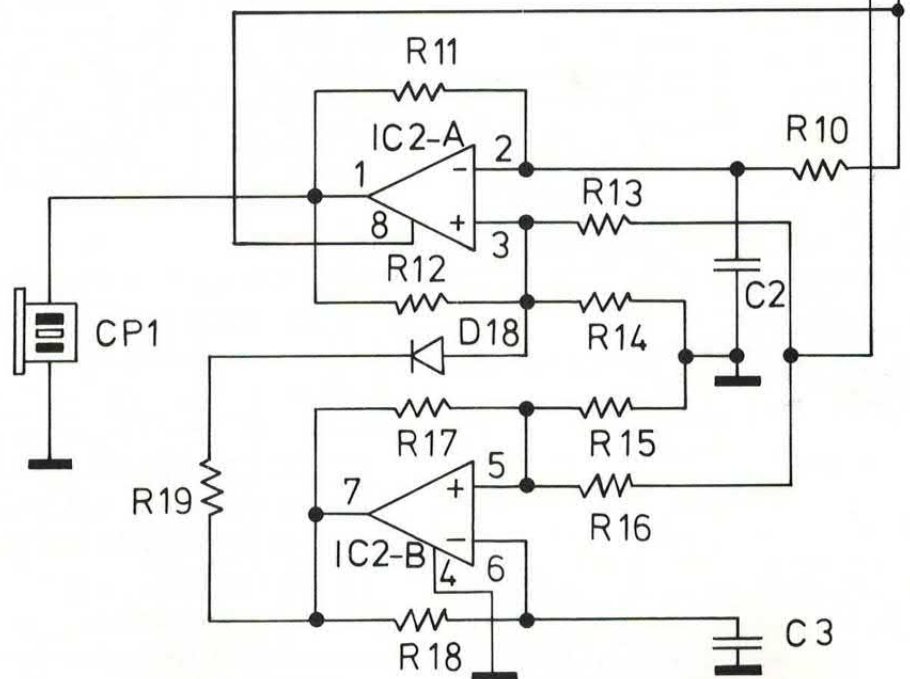 R11
IC2-A
R10
1
2
-
R13
8
+
3
R12
C2
CP1
D18
R14
R17
R15
7
5
+
R19
R16
-
IC2-B
4
6
R18
C3